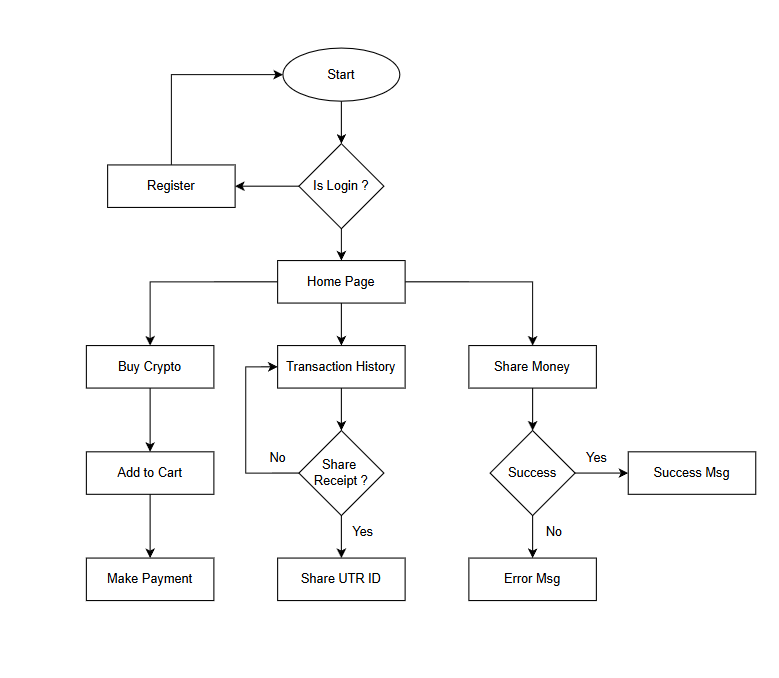 Start
Register
Is Login ?
Home Page
Buy Crypto
Transaction History
Share Money
No
Share
Receipt ?
Yes
Add to Cart
Success
Success Msg
Yes
No
Make Payment
Share UTR ID
Error Msg